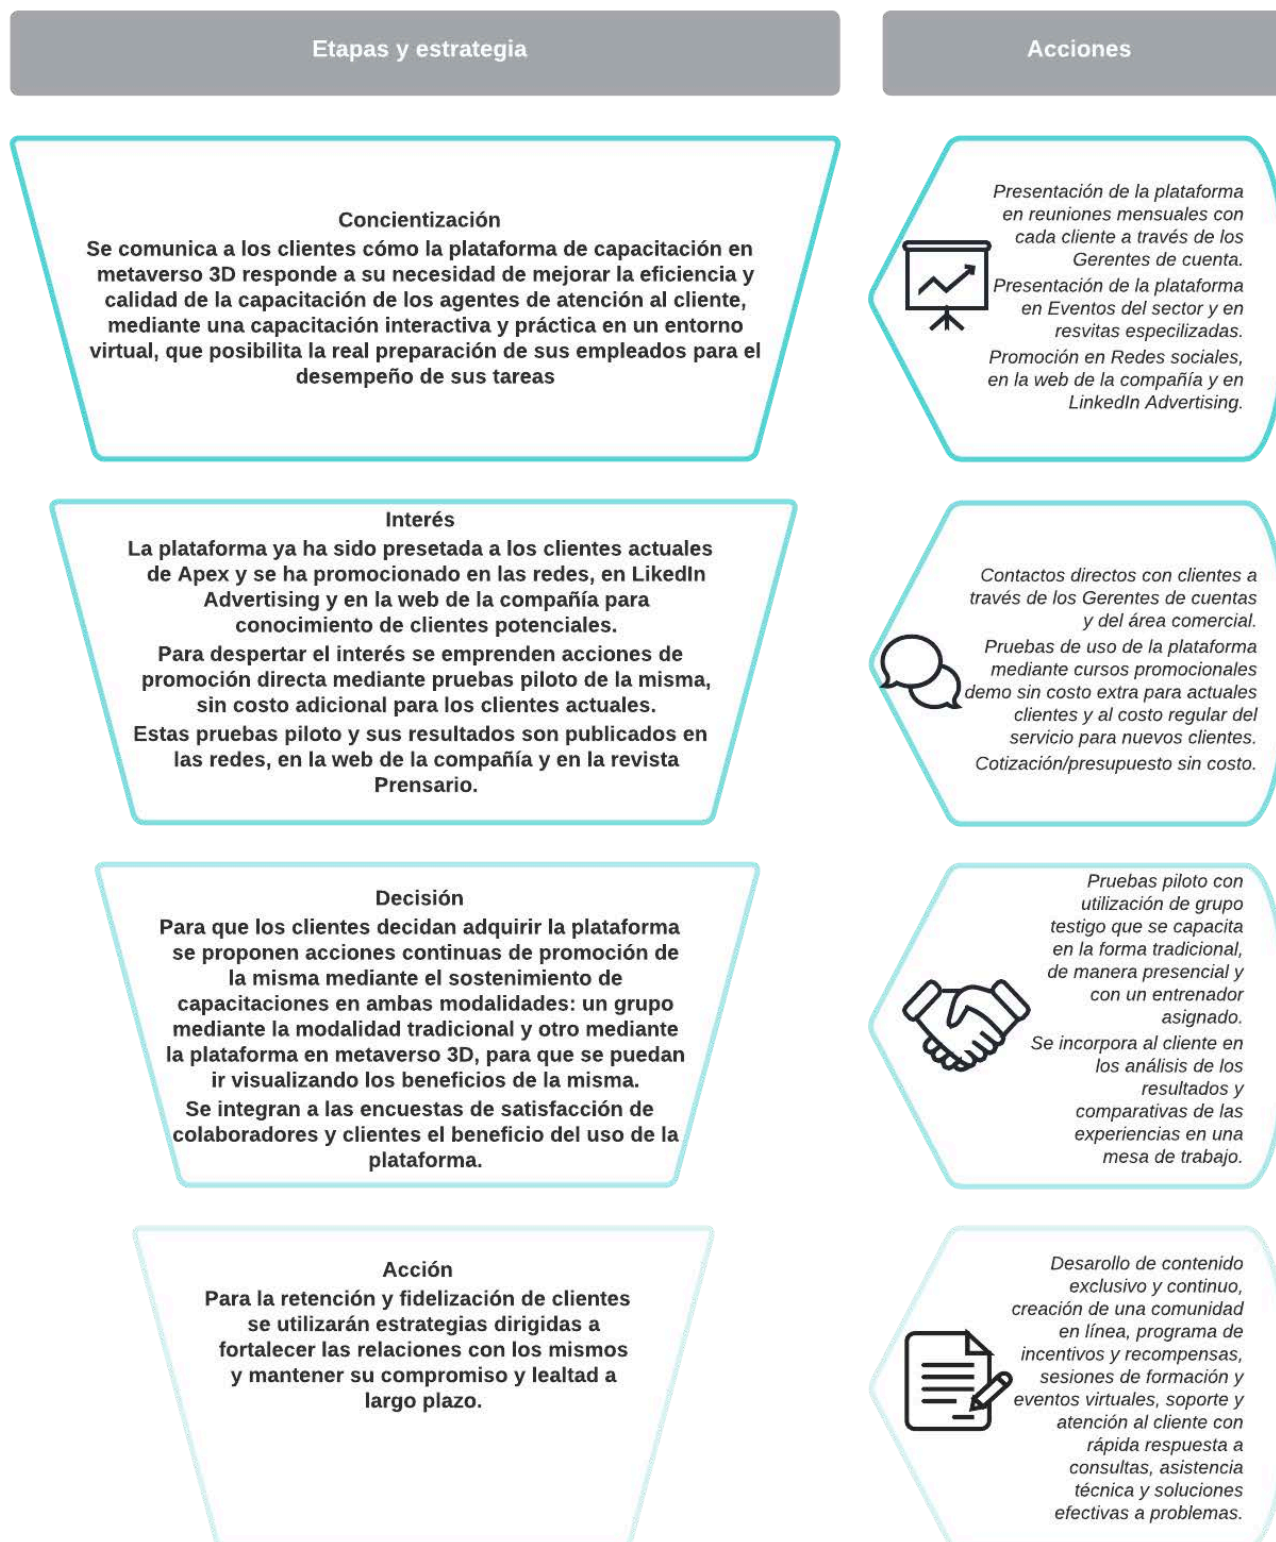 Etapas y estrategia
Acciones
Concientización
Se comunica a los clientes cómo la plataforma de capacitación en
metaverso 3D responde a su necesidad de mejorar la eficiencia y
calidad de la capacitación de los agentes de atención al cliente,
mediante una capacitación interactiva y práctica en un entorno
virtual, que posibilita la real preparación de sus empleados para el
desempeño de sus tareas
Presentación de la plataforma
en reuniones mensuales con
cada cliente a través de los
Gerentes de cuenta.
Presentación de la plataforma
en Eventos del sector y en
resvitas especilizadas.
Promoción en Redes sociales,
en la web de la compañía y en
LinkedIn Advertising.
Interés
La plataforma ya ha sido presetada a los clientes actuales
de Apex y se ha promocionado en las redes, en LikedIn
Advertising y en la web de la compañía para
conocimiento de clientes potenciales.
Para despertar el interés se emprenden acciones de
promoción directa mediante pruebas piloto de la misma,
sin costo adicional para los clientes actuales.
Estas pruebas piloto y sus resultados son publicados en
las redes, en la web de la compañía y en la revista
Prensario.
Contactos directos con clientes a
través de los Gerentes de cuentas
y del área comercial.
Pruebas de uso de la plataforma
mediante cursos promocionales
demo sin costo extra para actuales
clientes y al costo regular del
servicio para nuevos clientes.
Cotización/presupuesto sin costo.
Decisión
Para que los clientes decidan adquirir la plataforma
se proponen acciones continuas de promoción de
la misma mediante el sostenimiento de
capacitaciones en ambas modalidades: un grupo
mediante la modalidad tradicional y otro mediante
la plataforma en metaverso 3D, para que se puedan
ir visualizando los beneficios de la misma.
Se integran a las encuestas de satisfacción de
colaboradores y clientes el beneficio del uso de la
plataforma.
Pruebas piloto con
utilización de grupo
testigo que se capacita
en la forma tradicional,
de manera presencial y
con un entrenador
asignado.
Se incorpora al cliente en
los análisis de los
resultados y
comparativas de las
experiencias en una
mesa de trabajo.
Acción
Para la retención y fidelización de clientes
se utilizarán estrategias dirigidas a
fortalecer las relaciones con los mismos
y mantener su compromiso y lealtad a
largo plazo.
Desarollo de contenido
exclusivo y continuo,
creación de una comunidad
en línea, programa de
incentivos y recompensas,
sesiones de formación y
eventos virtuales, soporte y
atención al cliente con
rápida respuesta a
consultas, asistencia
técnica y soluciones
efectivas a problemas.